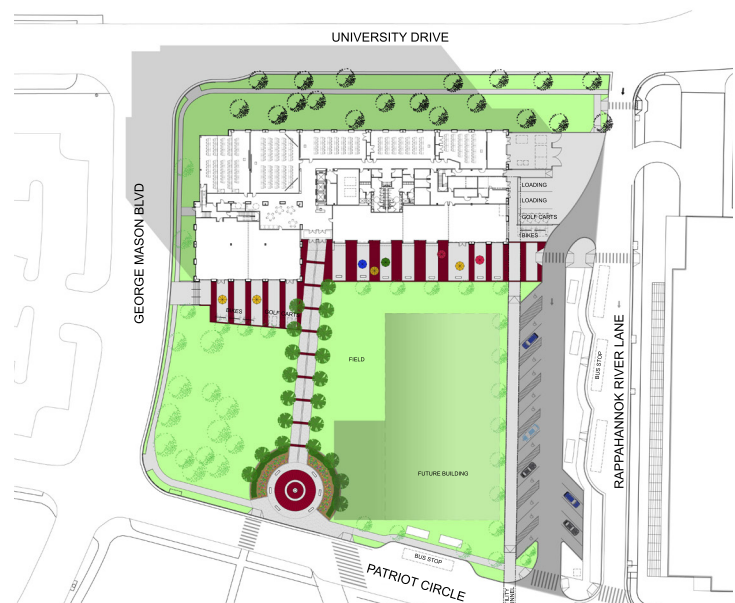 UNIVERSITY DRIVE
LOADING
LOADING
GOLF CARTS
BIKES
GEORGE MASON BLVD
BIKES
GOLF CARTS
FIELD
BUS STOP
RAPPAHANNOK RIVER LANE
FUTURE BUILDING
BUS STOP
PATRIOT CIRCLE